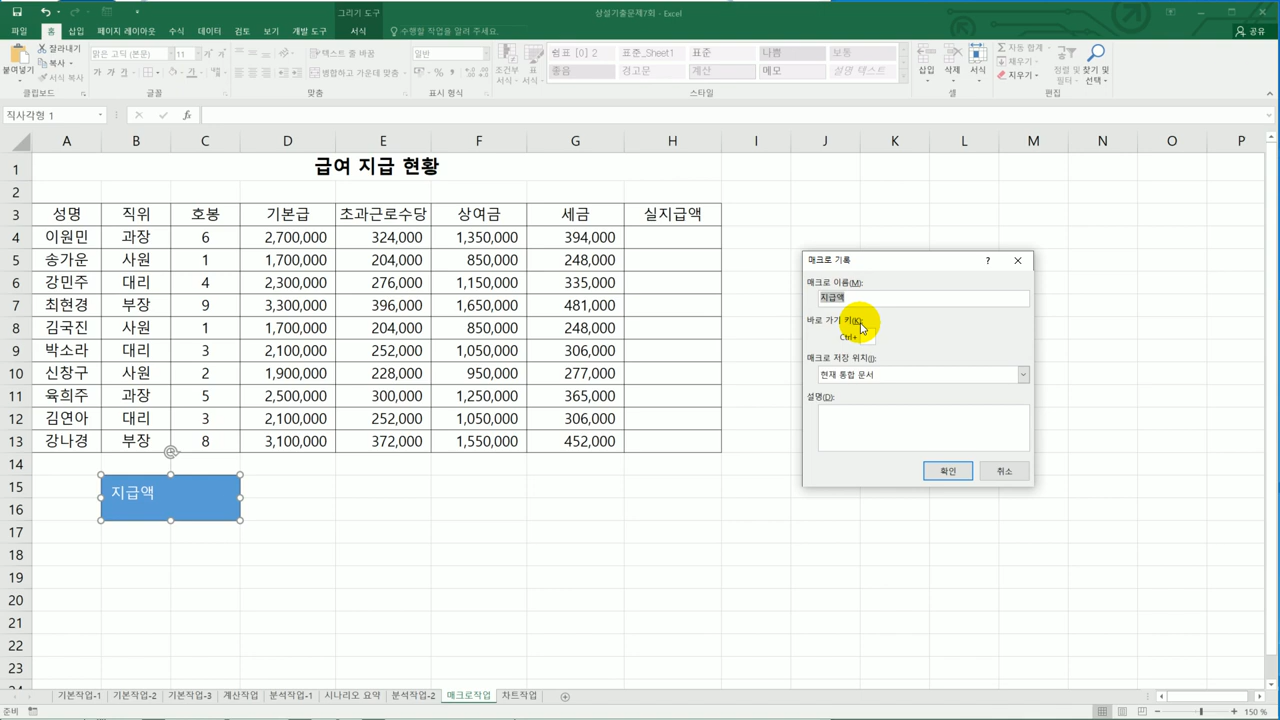 그리기 도구
상설기출문제7회 - Excel
파일 홈 삽입 페이지 레이아웃 수식 데이터 검토 보기 개발 도구 서식 수행할 작업을 알려 주세요. 공유
붙여넣기
잘라내기
복사
서식 복사
클립보드
맑은 고딕 (본문) 11
가 가 가
글꼴
텍스트 줄 바꿈
병합하고 가운데 맞춤
맞춤
일반
표시 형식
조건부 서식 표 서식
쉼표 [0] 2 표준_Sheet1 표준 나쁨 보통
좋음 경고문 계산 메모 설명 텍스트
스타일
삽입 삭제 서식
셀
자동 합계
채우기
지우기
정렬 및 필터 찾기 및 선택
편집
직사각형 1 fx
A B C D E F G H I J K L M N O P
1 급여 지급 현황
2
3 성명 직위 호봉 기본급 초과근로수당 상여금 세금 실지급액
4 이원민 과장 6 2,700,000 324,000 1,350,000 394,000
5 송가운 사원 1 1,700,000 204,000 850,000 248,000
6 강민주 대리 4 2,300,000 276,000 1,150,000 335,000
7 최현경 부장 9 3,300,000 396,000 1,650,000 481,000
8 김국진 사원 1 1,700,000 204,000 850,000 248,000
9 박소라 대리 3 2,100,000 252,000 1,050,000 306,000
10 신창구 사원 2 1,900,000 228,000 950,000 277,000
11 육희주 과장 5 2,500,000 300,000 1,250,000 365,000
12 김연아 대리 3 2,100,000 252,000 1,050,000 306,000
13 강나경 부장 8 3,100,000 372,000 1,550,000 452,000
14
15
지급액
16
17
18
19
20
21
22
23
매크로 기록 ?
매크로 이름(M):
지급액
바로 가기 키(K):
Ctrl+
매크로 저장 위치(I):
현재 통합 문서
설명(D):
확인 취소
기본작업-1 기본작업-2 기본작업-3 계산작업 분석작업-1 시나리오 요약 분석작업-2 매크로작업 차트작업
준비 150 %